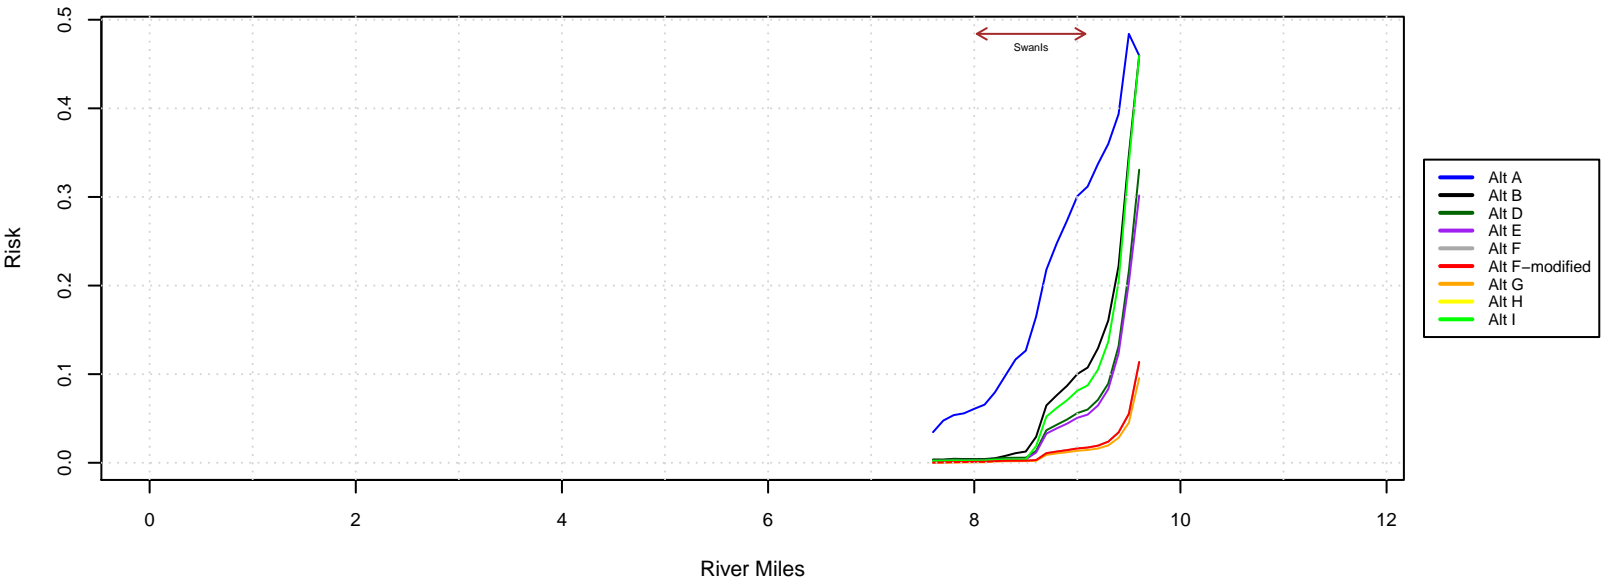 0.5
0.4
0.3
0.2
0.1
0.0
Risk
SwanIs
0 2 4 6 8 10 12
River Miles
Alt A
Alt B
Alt D
Alt E
Alt F
Alt F−modified
Alt G
Alt H
Alt I